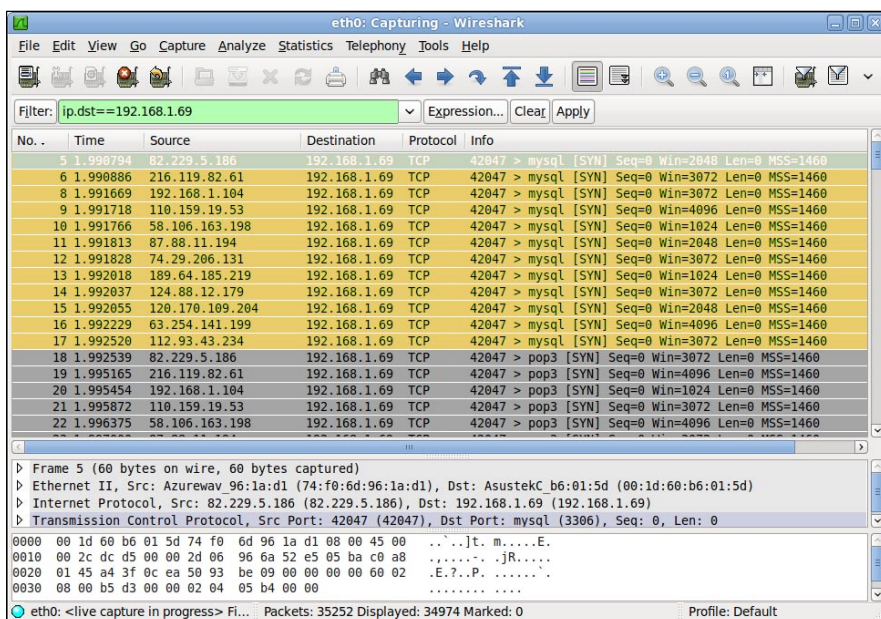 eth0: Capturing - Wireshark
File Edit View Go Capture Analyze Statistics Telephony Tools Help
Filter: ip.dst==192.168.1.69 Expression... Clear Apply
No. . Time Source Destination Protocol Info
5 1.990794 82.229.5.186 192.168.1.69 TCP 42047 > mysql [SYN] Seq=0 Win=2048 Len=0 MSS=1460
6 1.990886 216.119.82.61 192.168.1.69 TCP 42047 > mysql [SYN] Seq=0 Win=3072 Len=0 MSS=1460
8 1.991669 192.168.1.104 192.168.1.69 TCP 42047 > mysql [SYN] Seq=0 Win=3072 Len=0 MSS=1460
9 1.991718 110.159.19.53 192.168.1.69 TCP 42047 > mysql [SYN] Seq=0 Win=4096 Len=0 MSS=1460
10 1.991766 58.106.163.198 192.168.1.69 TCP 42047 > mysql [SYN] Seq=0 Win=1024 Len=0 MSS=1460
11 1.991813 87.88.11.194 192.168.1.69 TCP 42047 > mysql [SYN] Seq=0 Win=2048 Len=0 MSS=1460
12 1.991828 74.29.206.131 192.168.1.69 TCP 42047 > mysql [SYN] Seq=0 Win=3072 Len=0 MSS=1460
13 1.992018 189.64.185.219 192.168.1.69 TCP 42047 > mysql [SYN] Seq=0 Win=1024 Len=0 MSS=1460
14 1.992037 124.88.12.179 192.168.1.69 TCP 42047 > mysql [SYN] Seq=0 Win=3072 Len=0 MSS=1460
15 1.992055 120.170.109.204 192.168.1.69 TCP 42047 > mysql [SYN] Seq=0 Win=2048 Len=0 MSS=1460
16 1.992229 63.254.141.199 192.168.1.69 TCP 42047 > mysql [SYN] Seq=0 Win=4096 Len=0 MSS=1460
17 1.992520 112.93.43.234 192.168.1.69 TCP 42047 > mysql [SYN] Seq=0 Win=3072 Len=0 MSS=1460
18 1.992539 82.229.5.186 192.168.1.69 TCP 42047 > pop3 [SYN] Seq=0 Win=3072 Len=0 MSS=1460
19 1.995165 216.119.82.61 192.168.1.69 TCP 42047 > pop3 [SYN] Seq=0 Win=4096 Len=0 MSS=1460
20 1.995454 192.168.1.104 192.168.1.69 TCP 42047 > pop3 [SYN] Seq=0 Win=1024 Len=0 MSS=1460
21 1.995872 110.159.19.53 192.168.1.69 TCP 42047 > pop3 [SYN] Seq=0 Win=3072 Len=0 MSS=1460
22 1.996375 58.106.163.198 192.168.1.69 TCP 42047 > pop3 [SYN] Seq=0 Win=4096 Len=0 MSS=1460
Frame 5 (60 bytes on wire, 60 bytes captured)
Ethernet II, Src: Azurewav_96:1a:d1 (74:f0:6d:96:1a:d1), Dst: AsustekC_b6:01:5d (00:1d:60:b6:01:5d)
Internet Protocol, Src: 82.229.5.186 (82.229.5.186), Dst: 192.168.1.69 (192.168.1.69)
Transmission Control Protocol, Src Port: 42047 (42047), Dst Port: mysql (3306), Seq: 0, Len: 0
0000 00 1d 60 b6 01 5d 74 f0 6d 96 1a d1 08 00 45 00 ..`..]t. m.....E.
0010 00 2c dc d5 00 00 2d 06 96 6a 52 e5 05 ba c0 a8 .,....-. .jR.....
0020 01 45 a4 3f 0c ea 50 93 be 09 00 00 00 00 60 02 .E.?..P. ......`.
0030 08 00 b5 d3 00 00 02 04 05 b4 00 00 ........ ....
eth0: <live capture in progress> Fi... Packets: 35252 Displayed: 34974 Marked: 0 Profile: Default